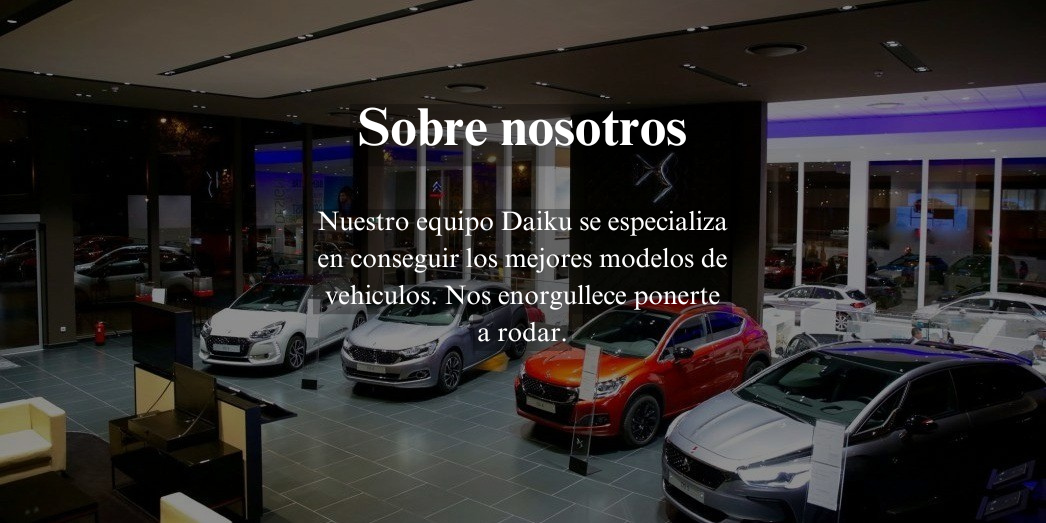 Sobre nosotros
Nuestro equipo Daiku se especializa
en conseguir los mejores modelos de
vehiculos. Nos enorgullece ponerte
a rodar.